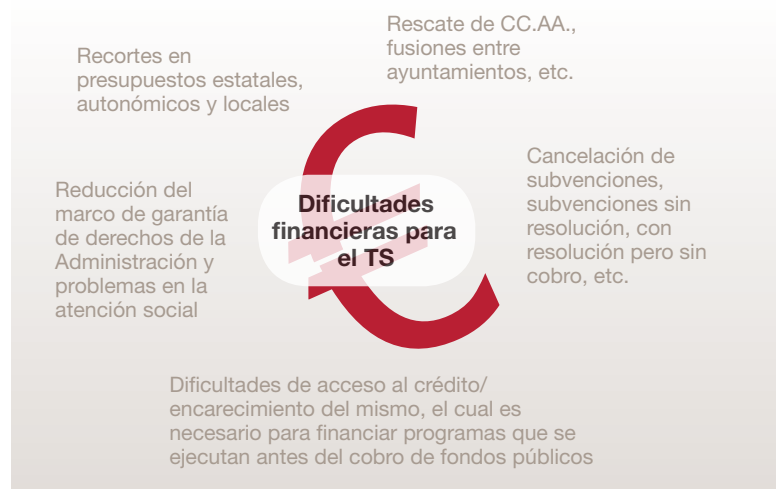 Recortes en
presupuestos estatales,
autonómicos y locales
Rescate de CC.AA.,
fusiones entre
ayuntamientos, etc.
Reducción del
marco de garantía
de derechos de la
Administración y
problemas en la
atención social
Dificultades
financieras para
el TS
Cancelación de
subvenciones,
subvenciones sin
resolución, con
resolución pero sin
cobro, etc.
Dificultades de acceso al crédito/
encarecimiento del mismo, el cual es
necesario para financiar programas que se
ejecutan antes del cobro de fondos públicos